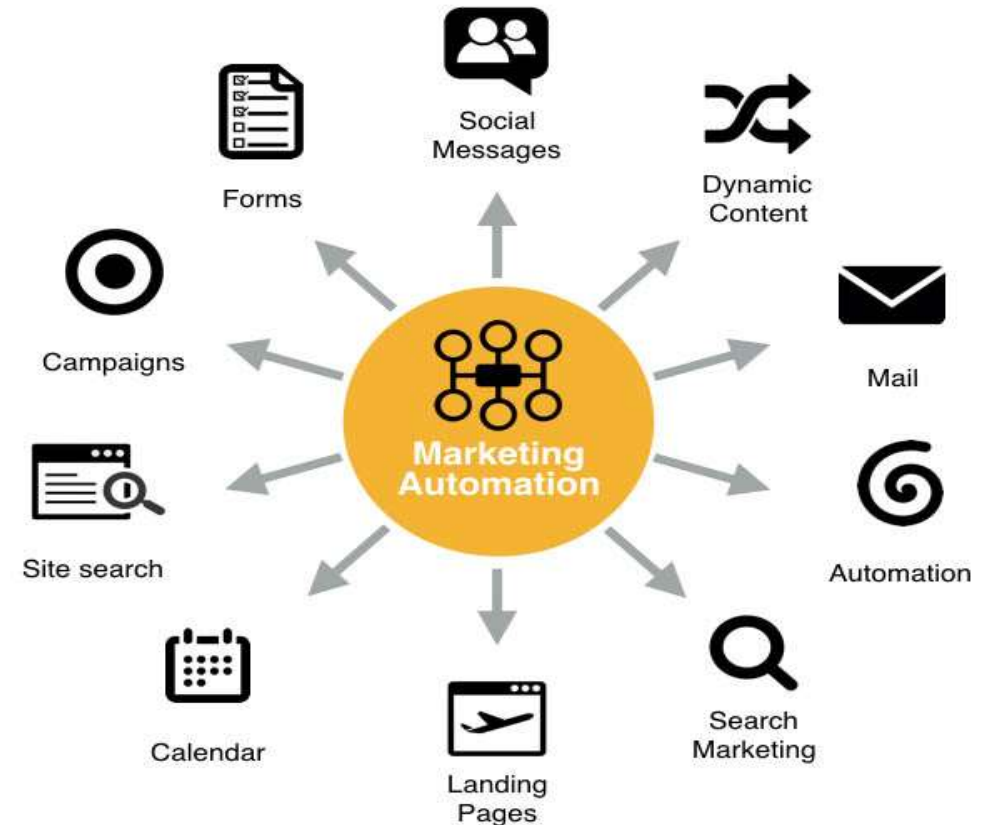 Social
Messages
Dynamic
Content
Forms
Mail
Campaigns
Marketing
Automation
Automation
Site search
Search
Marketing
Calendar
Landing
Pages